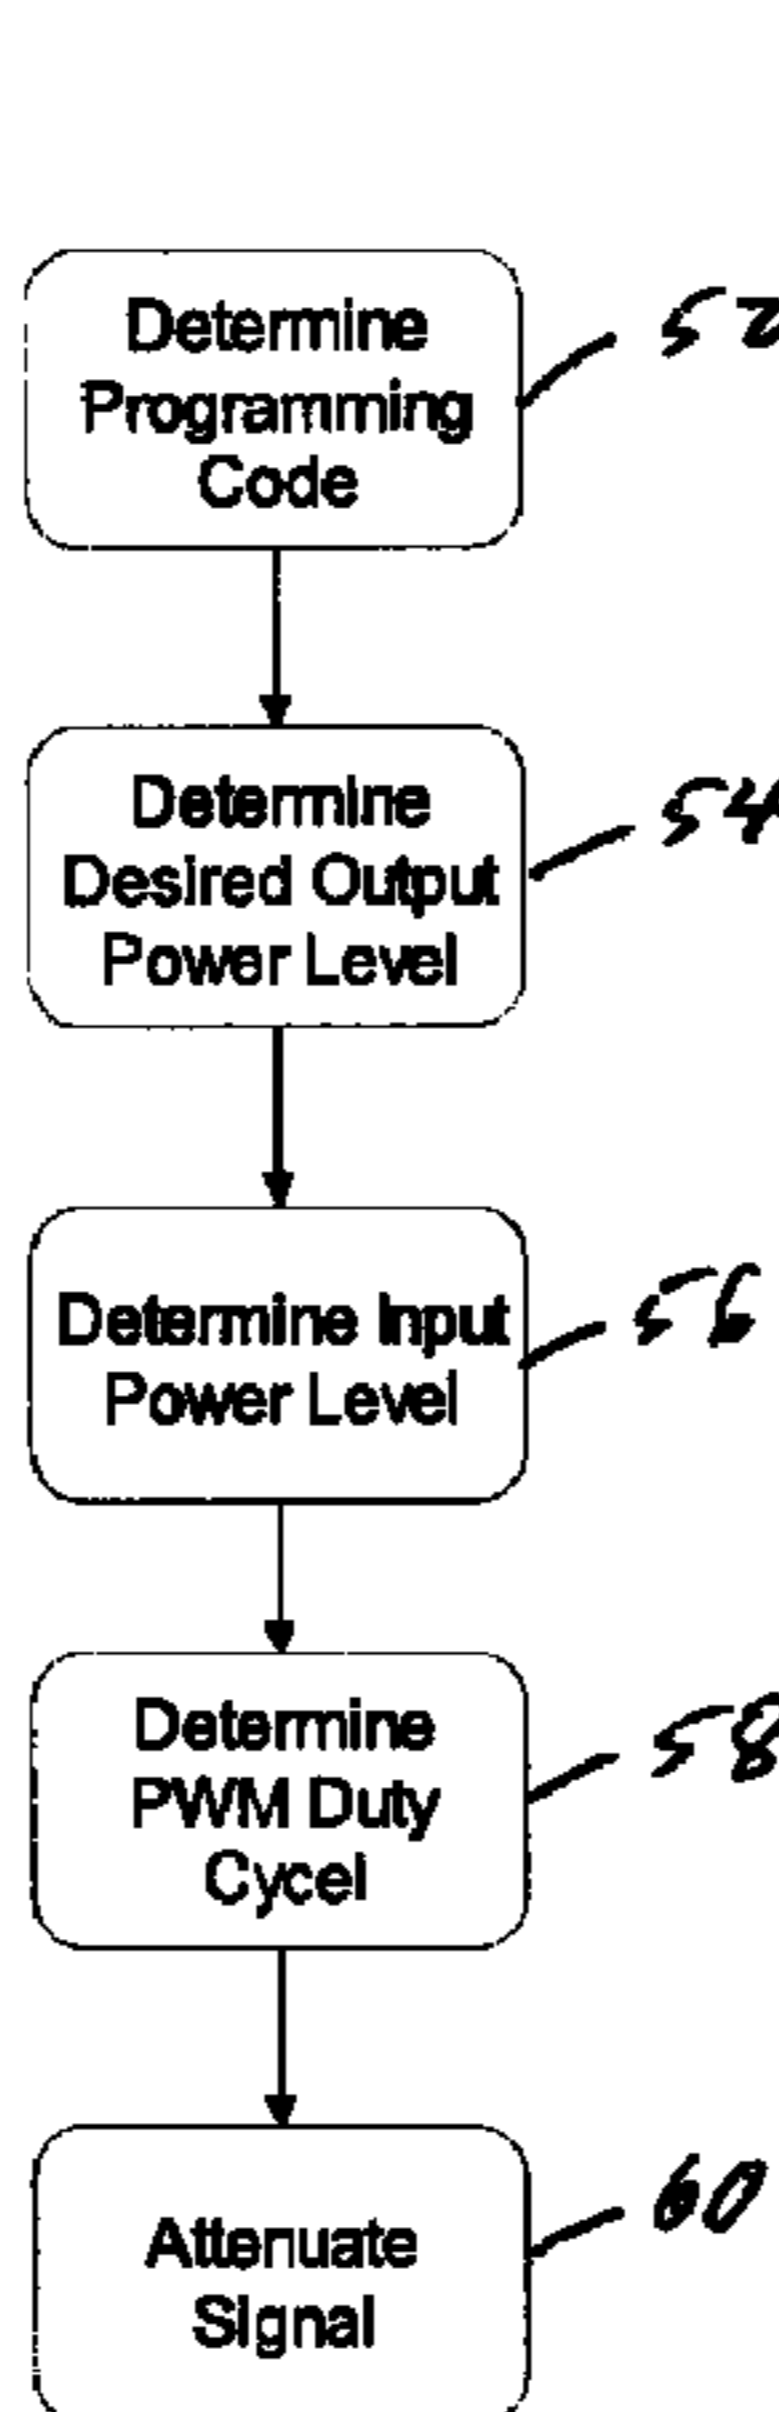 Determine
Programming
Code
52
Determine
Desired Output
Power Level
54
Determine Input
Power Level
56
Determine
PWM Duty
Cycel
58
Attenuate
Signal
60